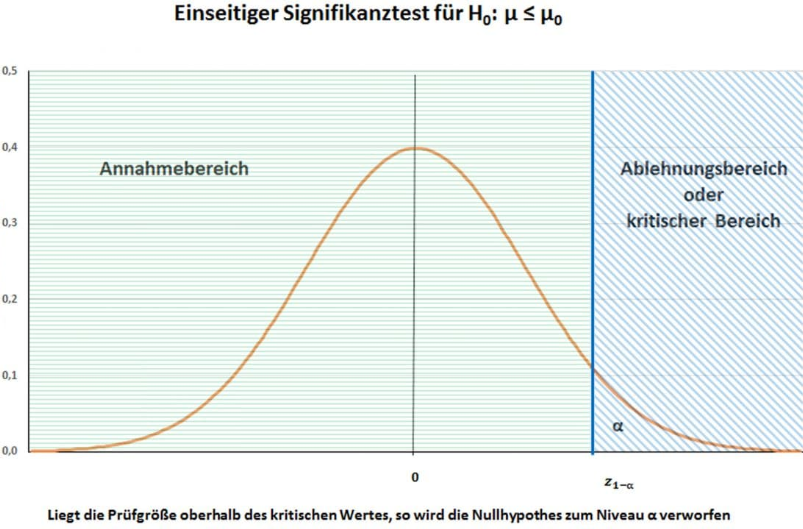 Einseitiger Signifikanztest für H₀: μ ≤ μ₀
0,5
0,4
Annahmebereich
Ablehnungsbereich
oder
kritischer Bereich
0,3
0,2
0,1
α
0,0
0
z₁₋α
Liegt die Prüfgröße oberhalb des kritischen Wertes, so wird die Nullhypothes zum Niveau α verworfen